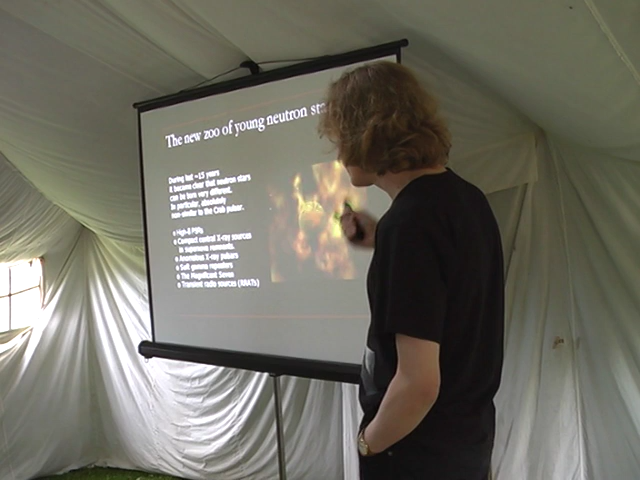 The new zoo of young neutron st
During last ~15 years
it became clear that neutron stars
can be born very different.
In particular, absolutely
non-similar to the Crab pulsar.
o High-B PSRs
o Compact central X-ray sources
in supernova remnants.
o Anomalous X-ray pulsars
o Soft gamma repeaters
o The Magnificent Seven
o Transient radio sources (RRATs)